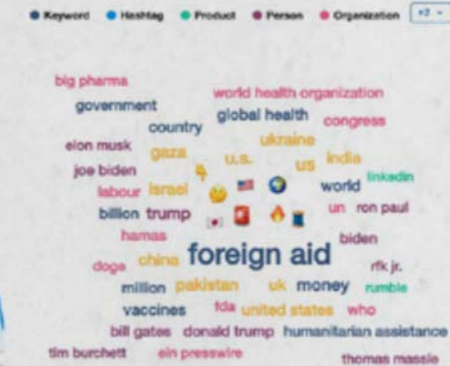 Keyword Hashtag Product Person Organization +2
big pharma
world health organization
government
global health
congress
country
elon musk
ukraine
gaza
u.s.
us
india
joe biden
linkedin
labour
israel
world
billion
trump
un
ron paul
hamas
biden
foreign aid
doge
china
rfk jr.
million
pakistan
uk
money
rumble
vaccines
fda
united states
who
bill gates
donald trump
humanitarian assistance
tim burchett
ein presswire
thomas massie